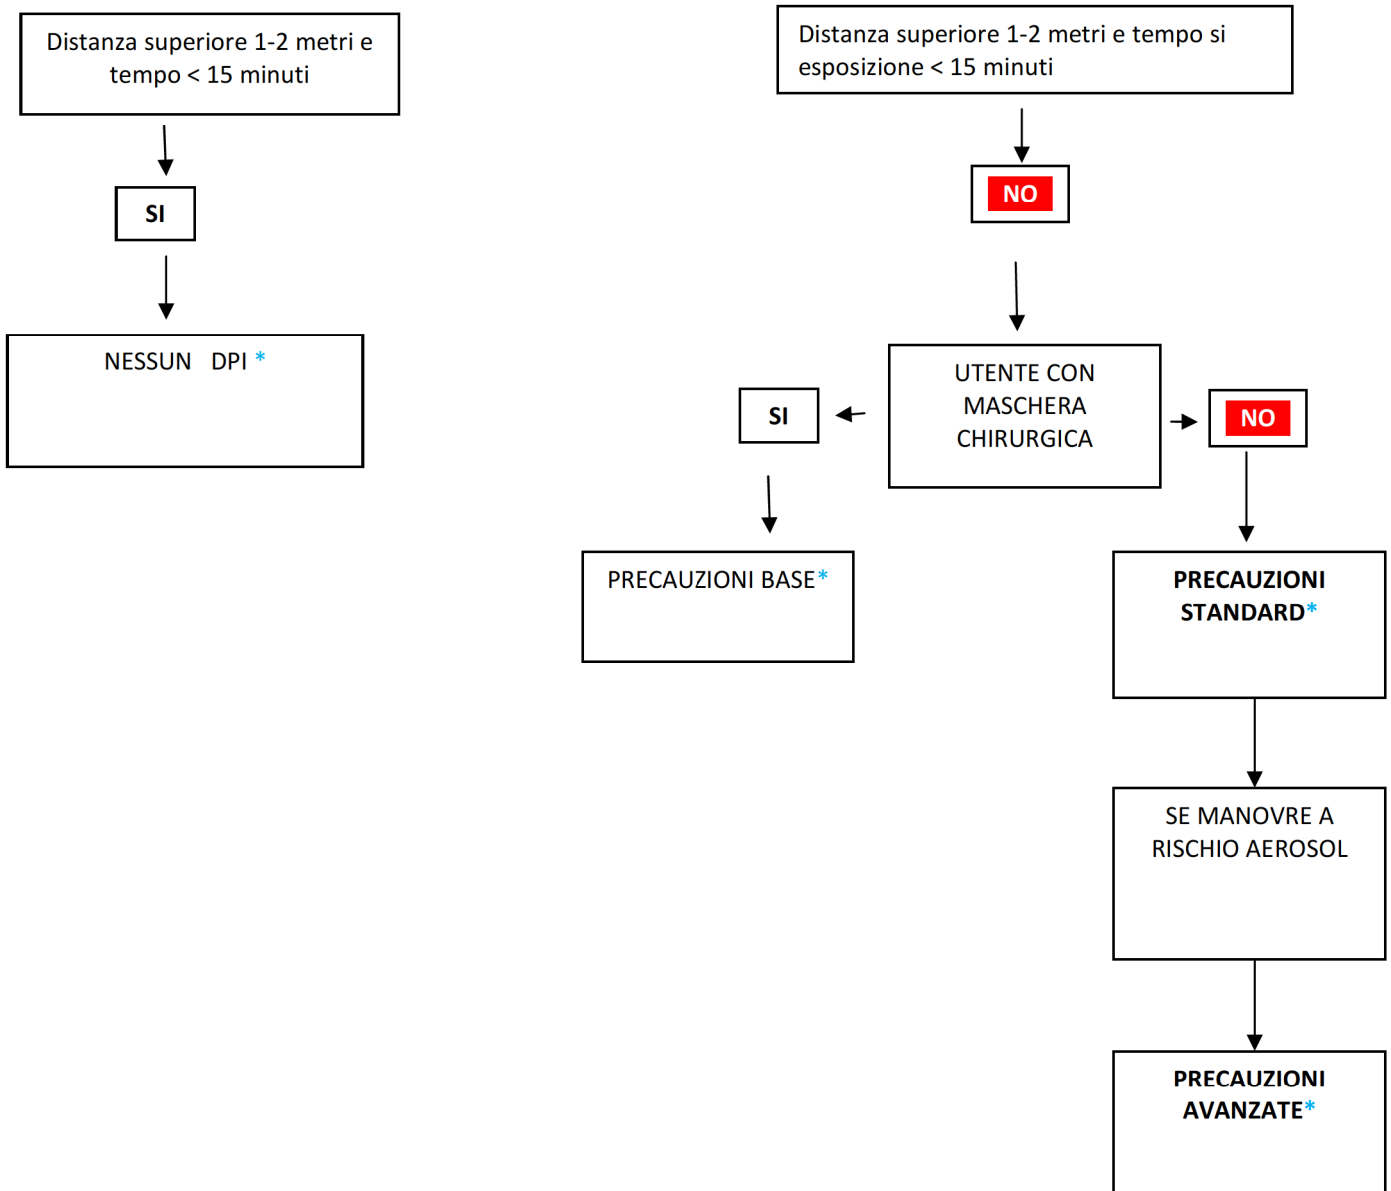 Distanza superiore 1-2 metri e
tempo < 15 minuti
SI
NESSUN DPI *
Distanza superiore 1-2 metri e tempo si
esposizione < 15 minuti
NO
UTENTE CON
MASCHERA
CHIRURGICA
SI
NO
PRECAUZIONI BASE*
PRECAUZIONI
STANDARD*
SE MANOVRE A
RISCHIO AEROSOL
PRECAUZIONI
AVANZATE*